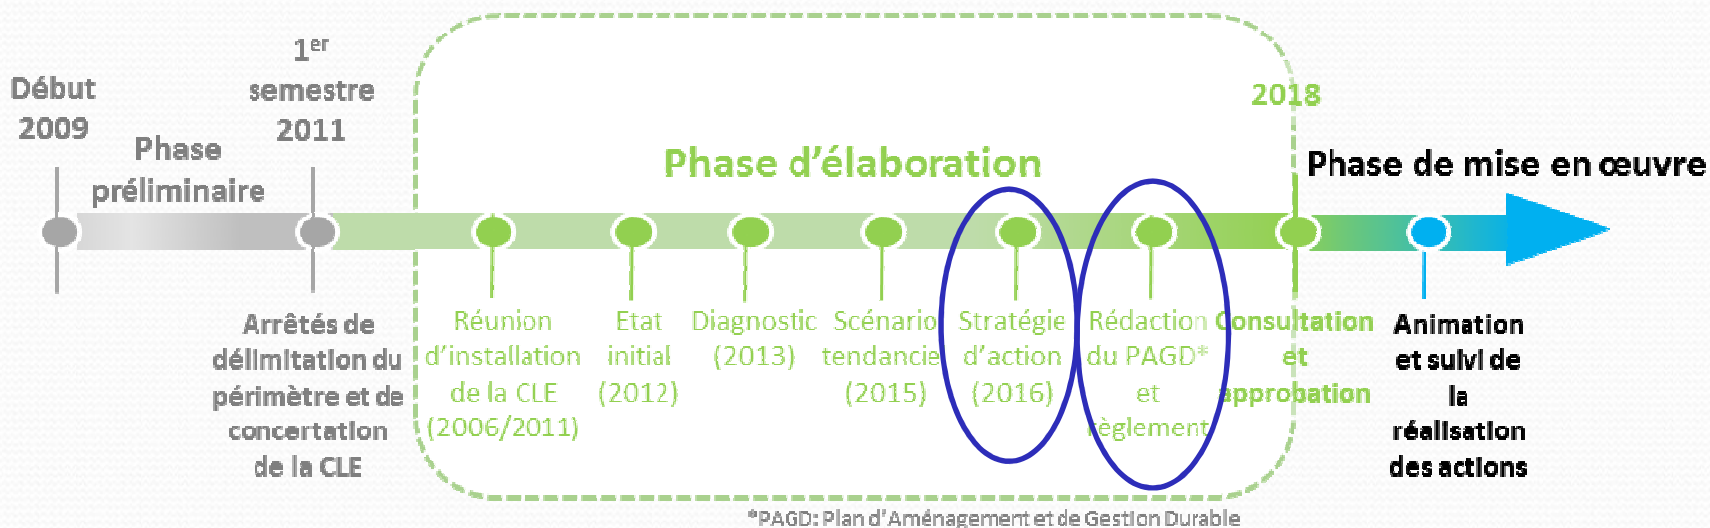 Début
2009
Phase
préliminaire
1er
semestre
2011
Arrêtés de
délimitation du
périmètre et de
concertation
de la CLE
Phase d'élaboration
Réunion
d'installation
de la CLE
(2006/2011)
Etat
initial
(2012)
Diagnostic
(2013)
Scénario
tendanciel
(2015)
Stratégie
d'action
(2016)
Rédaction
du PAGD*
et
règlement
2018
Consultation
et
approbation
Phase de mise en œuvre
Animation
et suivi de
la
réalisation
des actions
*PAGD: Plan d'Aménagement et de Gestion Durable